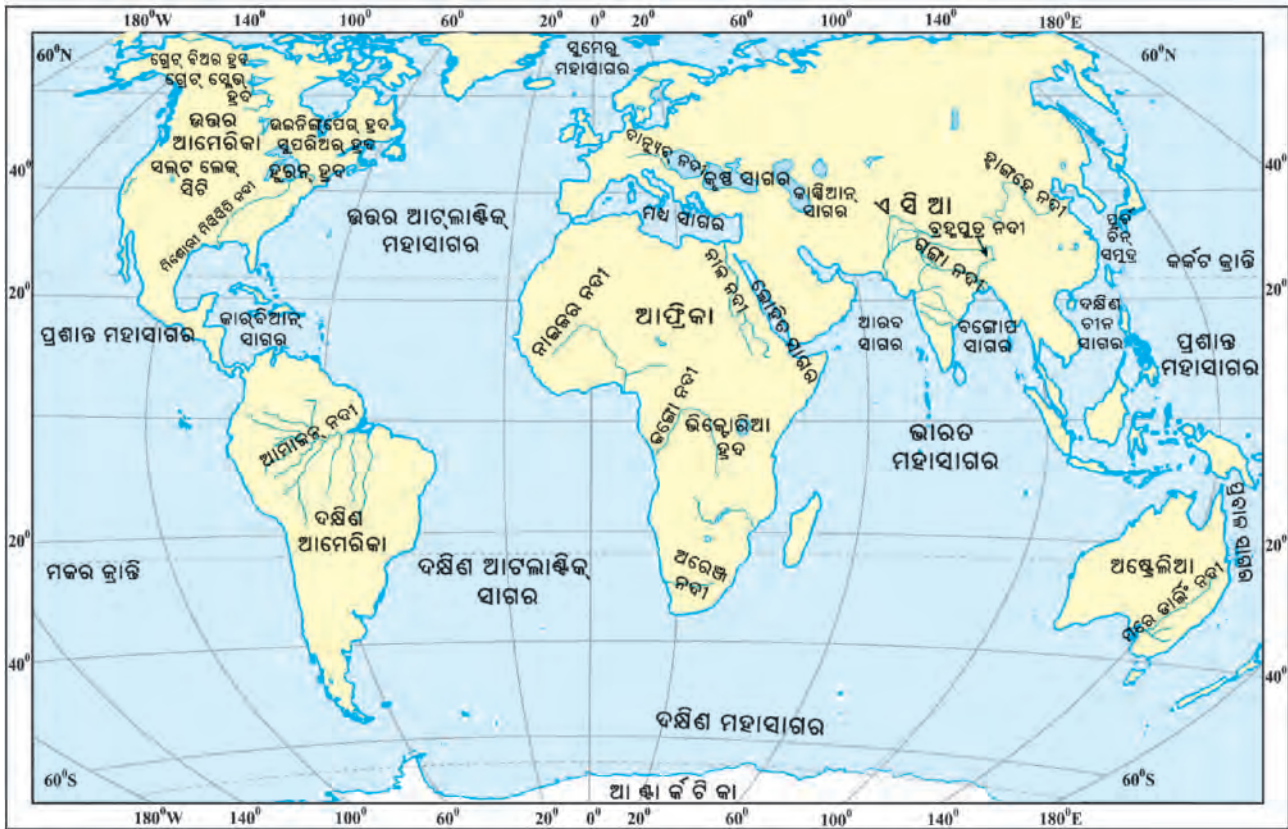 180⁰W 140⁰ 100⁰ 60⁰ 20⁰ 0⁰ 20⁰ 60⁰ 100⁰ 140⁰ 180⁰E
60⁰N
60⁰N
ଗ୍ରେଟ୍ ବିଅର ହ୍ରଦ
ଗ୍ରେଟ୍ ସ୍ଲେଭ୍
ହ୍ରଦ
ଉତ୍ତର
ଆମେରିକା
ଉଇନିଙ୍ଗପେଗ୍ ହ୍ରଦ
ସୁପରିଅର୍ ହ୍ରଦ
ହୁରନ୍ ହ୍ରଦ
ସଲ୍‌ଟ ଲେକ୍
ସିଟି
ମିଶୋରୀ ମିସିସିପି ନଦୀ
ସୁମେରୁ
ମହାସାଗର
ଦାନ୍ୟୁବ୍ ନଦୀ
କୃଷ୍ଣ ସାଗର
କାସ୍ପିଆନ୍
ସାଗର
ମଧ୍ୟ ସାଗର
ଏ ସି ଆ
ହ୍ୱାଙ୍ଗହେ ନଦୀ
ବ୍ରହ୍ମପୁତ୍ର ନଦୀ
ଗଙ୍ଗା ନଦୀ
ପୂର୍ବ
ଚିନ୍
ସମୁଦ୍ର
40⁰
40⁰
ଉତ୍ତର ଆଟ୍‌ଲାଣ୍ଟିକ୍
ମହାସାଗର
କର୍କଟ କ୍ରାନ୍ତି
20⁰
20⁰
ପ୍ରଶାନ୍ତ ମହାସାଗର
କାର୍‌ବିଆନ୍
ସାଗର
ନାଇଜର ନଦୀ
ଆଫ୍ରିକା
ନୀଳ ନଦୀ
ଲୋହିତ ସାଗର
ଆରବ
ସାଗର
ବଙ୍ଗୋପ
ସାଗର
ଦକ୍ଷିଣ
ଚୀନ
ସାଗର
ପ୍ରଶାନ୍ତ
ମହାସାଗର
ଆମାଜନ୍ ନଦୀ
କଙ୍ଗୋ ନଦୀ
ଭିକ୍ଟୋରିଆ
ହ୍ରଦ
ଭାରତ
ମହାସାଗର
ଦକ୍ଷିଣ
ଆମେରିକା
ପ୍ରବାଳ ସାଗର
20⁰
20⁰
ମକର କ୍ରାନ୍ତି
ଦକ୍ଷିଣ ଆଟଲାଣ୍ଟିକ୍
ସାଗର
ଅରେଞ୍ଜ
ନଦୀ
ଅଷ୍ଟ୍ରେଲିଆ
ମରେ ଡାର୍ଲିଂ ନଦୀ
40⁰
40⁰
ଦକ୍ଷିଣ ମହାସାଗର
60⁰S
60⁰S
ଆ ଣ୍ଟା ର୍କ ଟି କା
180⁰W 140⁰ 100⁰ 60⁰ 20⁰ 0⁰ 20⁰ 60⁰ 100⁰ 140⁰ 180⁰E